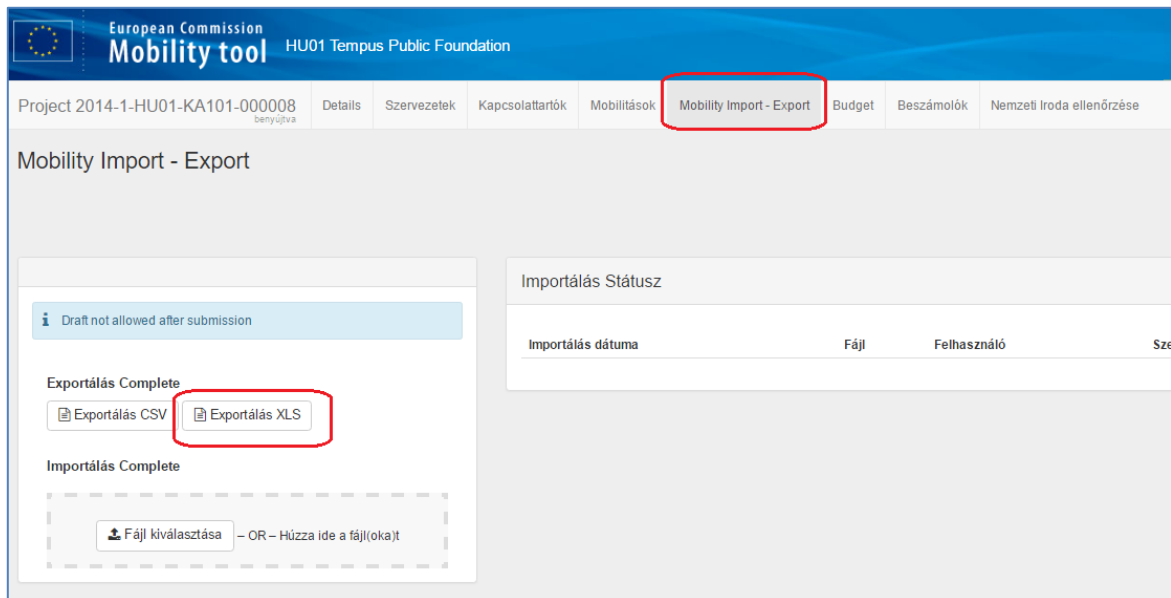 European Commission
Mobility tool HU01 Tempus Public Foundation
Project 2014-1-HU01-KA101-000008 Details Szervezetek Kapcsolattartók Mobilitások Mobility Import - Export Budget Beszámolók Nemzeti Iroda ellenőrzése
benyújtva
Mobility Import - Export
Importálás Státusz
i Draft not allowed after submission
Importálás dátuma Fájl Felhasználó Sze
Exportálás Complete
Exportálás CSV Exportálás XLS
Importálás Complete
Fájl kiválasztása – OR – Húzza ide a fájl(oka)t